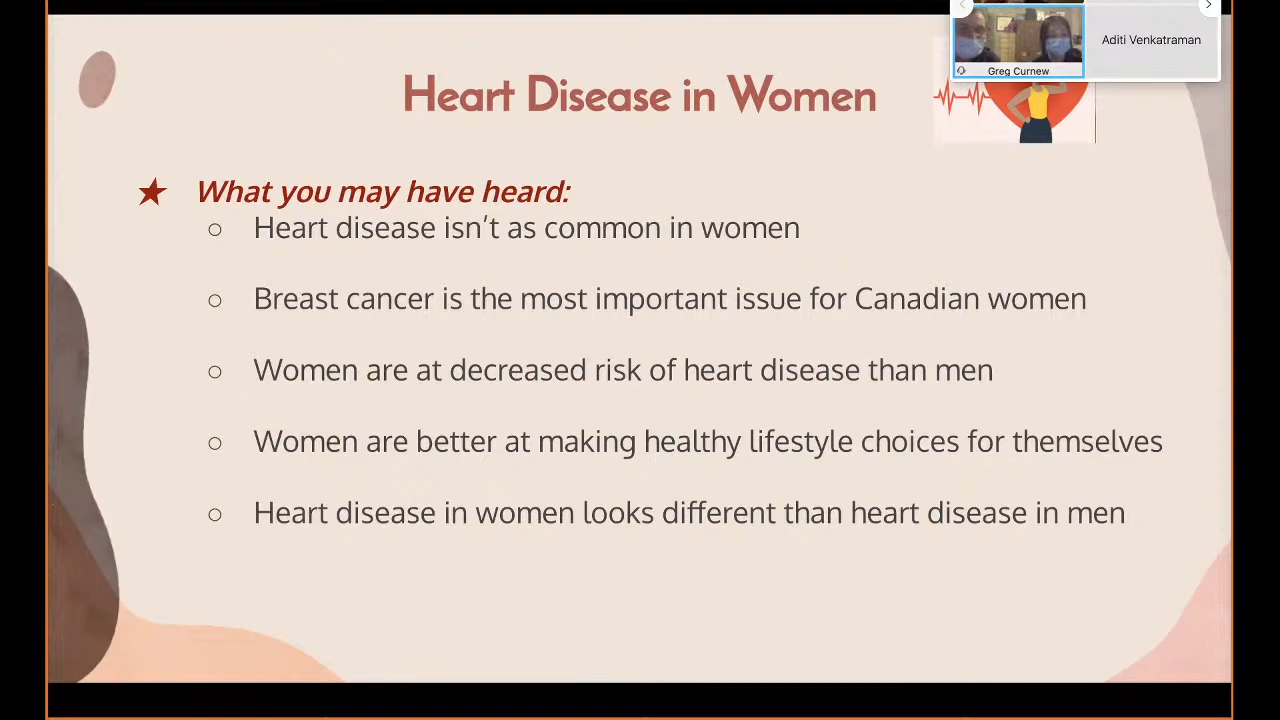 Aditi Venkatraman
Greg Curnew
Heart Disease in Women
★ What you may have heard:
○ Heart disease isn't as common in women
○ Breast cancer is the most important issue for Canadian women
○ Women are at decreased risk of heart disease than men
○ Women are better at making healthy lifestyle choices for themselves
○ Heart disease in women looks different than heart disease in men